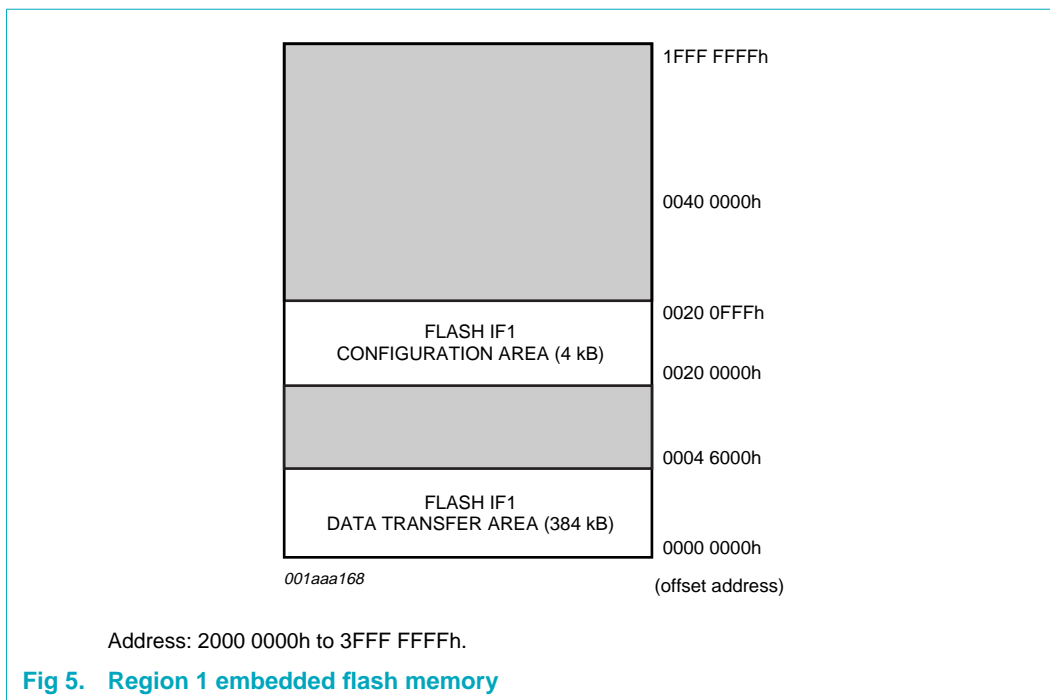 1FFF FFFFh
0040 0000h
0020 0FFFh
FLASH IF1
CONFIGURATION AREA (4 kB)
0020 0000h
0004 6000h
FLASH IF1
DATA TRANSFER AREA (384 kB)
0000 0000h
001aaa168
(offset address)
Address: 2000 0000h to 3FFF FFFFh.
Fig 5. Region 1 embedded flash memory